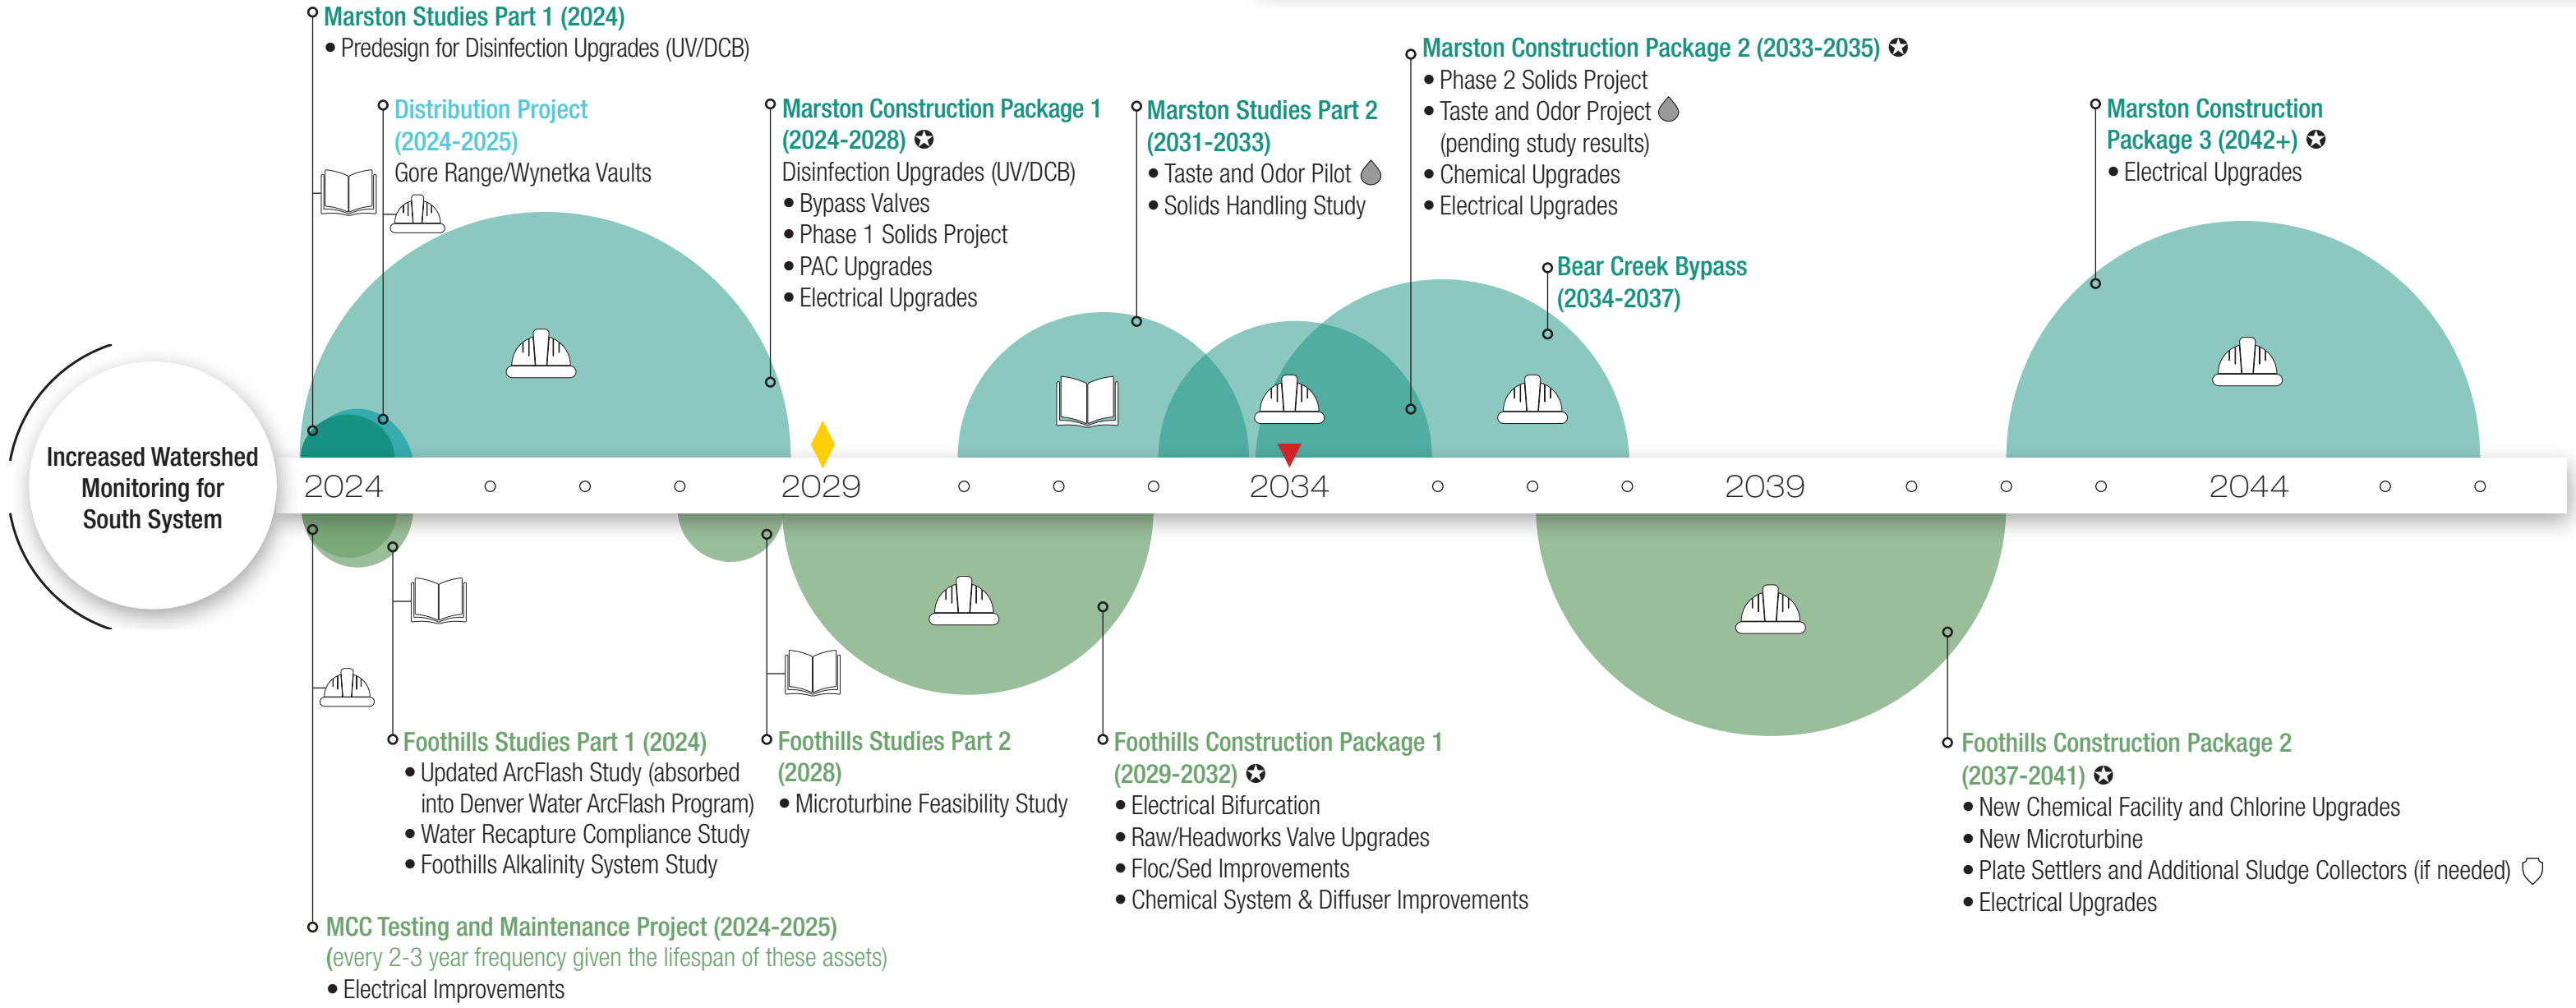 Marston Studies Part 1 (2024)
• Predesign for Disinfection Upgrades (UV/DCB)
Distribution Project
(2024-2025)
Gore Range/Wynetka Vaults
Marston Construction Package 1
(2024-2028)
Disinfection Upgrades (UV/DCB)
• Bypass Valves
• Phase 1 Solids Project
• PAC Upgrades
• Electrical Upgrades
Marston Studies Part 2
(2031-2033)
• Taste and Odor Pilot
• Solids Handling Study
Marston Construction Package 2 (2033-2035)
• Phase 2 Solids Project
• Taste and Odor Project
(pending study results)
• Chemical Upgrades
• Electrical Upgrades
Bear Creek Bypass
(2034-2037)
Marston Construction
Package 3 (2042+)
• Electrical Upgrades
Increased Watershed
Monitoring for
South System
2024
2029
2034
2039
2044
Foothills Studies Part 1 (2024)
• Updated ArcFlash Study (absorbed
into Denver Water ArcFlash Program)
• Water Recapture Compliance Study
• Foothills Alkalinity System Study
MCC Testing and Maintenance Project (2024-2025)
(every 2-3 year frequency given the lifespan of these assets)
• Electrical Improvements
Foothills Studies Part 2
(2028)
• Microturbine Feasibility Study
Foothills Construction Package 1
(2029-2032)
• Electrical Bifurcation
• Raw/Headworks Valve Upgrades
• Floc/Sed Improvements
• Chemical System & Diffuser Improvements
Foothills Construction Package 2
(2037-2041)
• New Chemical Facility and Chlorine Upgrades
• New Microturbine
• Plate Settlers and Additional Sludge Collectors (if needed)
• Electrical Upgrades